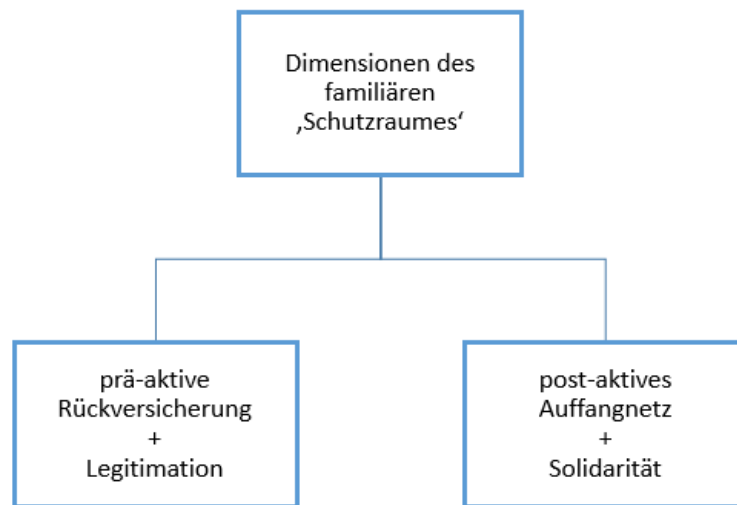 Dimensionen des
familiären
‚Schutzraumes‘
prä-aktive
Rückversicherung
+
Legitimation
post-aktives
Auffangnetz
+
Solidarität